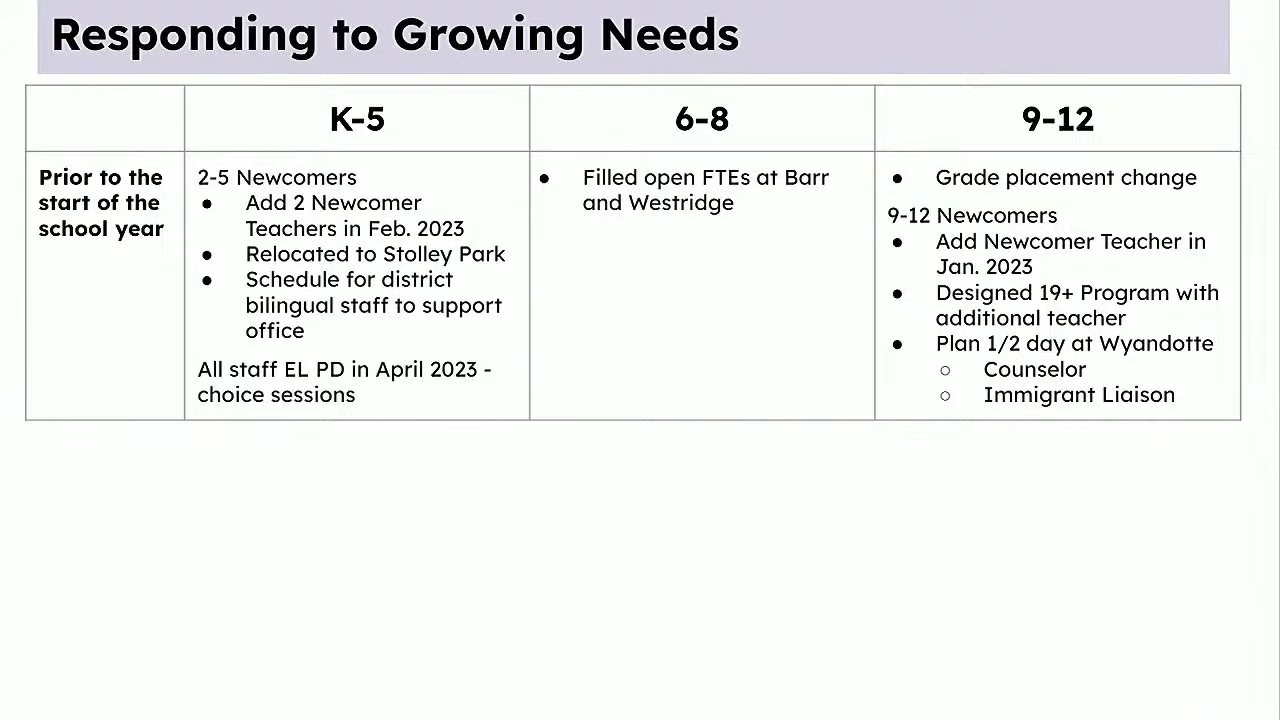 Responding to Growing Needs
K-5
6-8
9-12
Prior to the
start of the
school year
2-5 Newcomers
● Add 2 Newcomer
Teachers in Feb. 2023
● Relocated to Stolley Park
● Schedule for district
bilingual staff to support
office
All staff EL PD in April 2023 -
choice sessions
● Filled open FTEs at Barr
and Westridge
● Grade placement change
9-12 Newcomers
● Add Newcomer Teacher in
Jan. 2023
● Designed 19+ Program with
additional teacher
● Plan 1/2 day at Wyandotte
○ Counselor
○ Immigrant Liaison